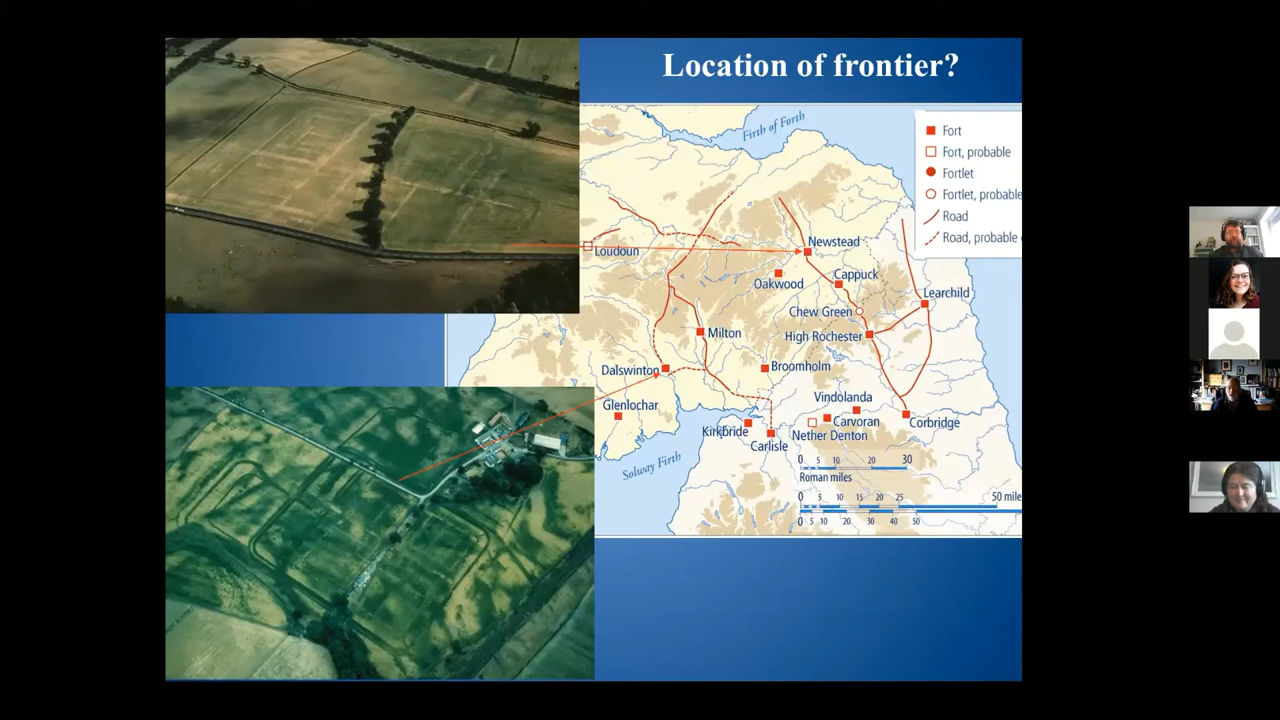 Location of frontier?
Firth of Forth
Fort
Fort, probable
Fortlet
Fortlet, probable
Road
Road, probable
Loudoun
Newstead
Oakwood
Cappuck
Learchild
Chew Green
High Rochester
Milton
Dalswinton
Broomholm
Glenlochar
Vindolanda
Kirkbride
Carvoran
Corbridge
Carlisle
Nether Denton
Solway Firth
0 5 10 20 30
Roman miles
0 5 10 15 20 25 50 mile
0 5 10 20 30 40 50